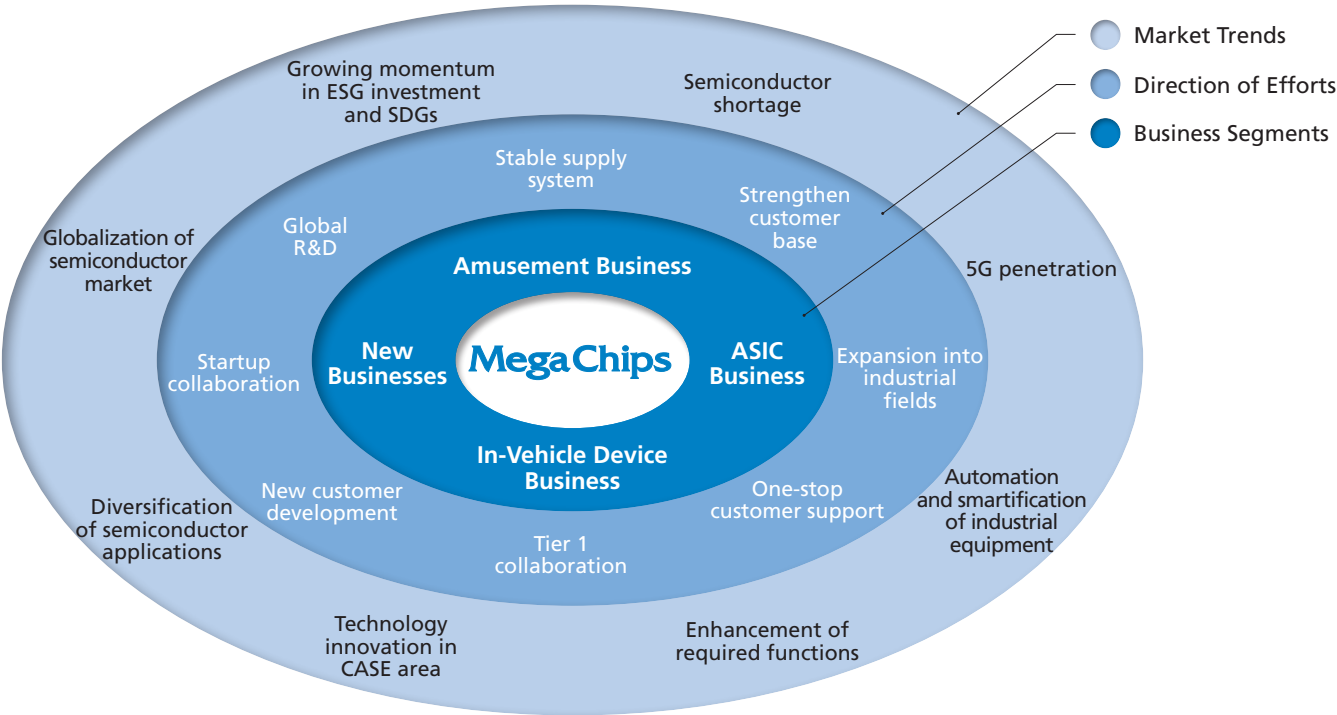 Market Trends
Direction of Efforts
Business Segments
Growing momentum
in ESG investment
and SDGs
Semiconductor
shortage
Globalization of
semiconductor
market
5G penetration
Diversification
of semiconductor
applications
Automation
and smartification
of industrial
equipment
Technology
innovation in
CASE area
Enhancement of
required functions
Stable supply
system
Strengthen
customer
base
Global
R&D
Startup
collaboration
Expansion into
industrial
fields
New customer
development
One-stop
customer support
Tier 1
collaboration
Amusement Business
New
Businesses
MegaChips
ASIC
Business
In-Vehicle Device
Business